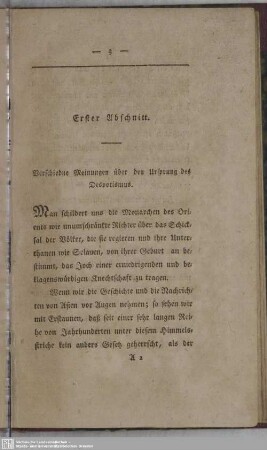 — 3 —
Erster Abschnitt.
Verschiedne Meinungen über den Ursprung des
Despotismus.
Man schildert uns die Monarchen des Ori-
ents wie unumschränkte Richter über das Schick-
sal der Völker, die sie regieren und ihre Unter-
thanen wie Sclaven, von ihrer Geburt an be-
stimmt, das Joch einer erniedrigenden und be-
klagenswürdigen Knechtschaft zu tragen.
Wenn wir die Geschichte und die Nachrich-
ten von Asien vor Augen nehmen; so sehen wir
mit Erstaunen, daß seit einer sehr langen Rei-
he von Jahrhunderten unter diesem Himmels-
striche kein anders Gesetz geherrscht, als der
A 2